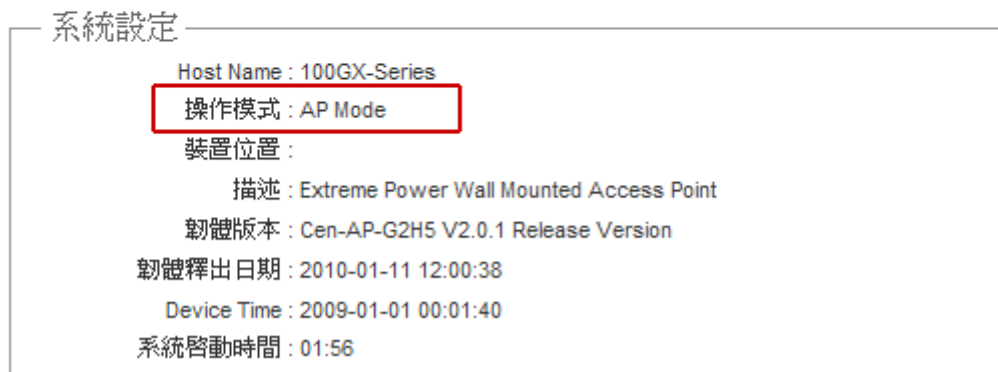 系統設定
Host Name : 100GX-Series
操作模式 : AP Mode
裝置位置 :
描述 : Extreme Power Wall Mounted Access Point
韌體版本 : Cen-AP-G2H5 V2.0.1 Release Version
韌體釋出日期 : 2010-01-11 12:00:38
Device Time : 2009-01-01 00:01:40
系統啓動時間 : 01:56